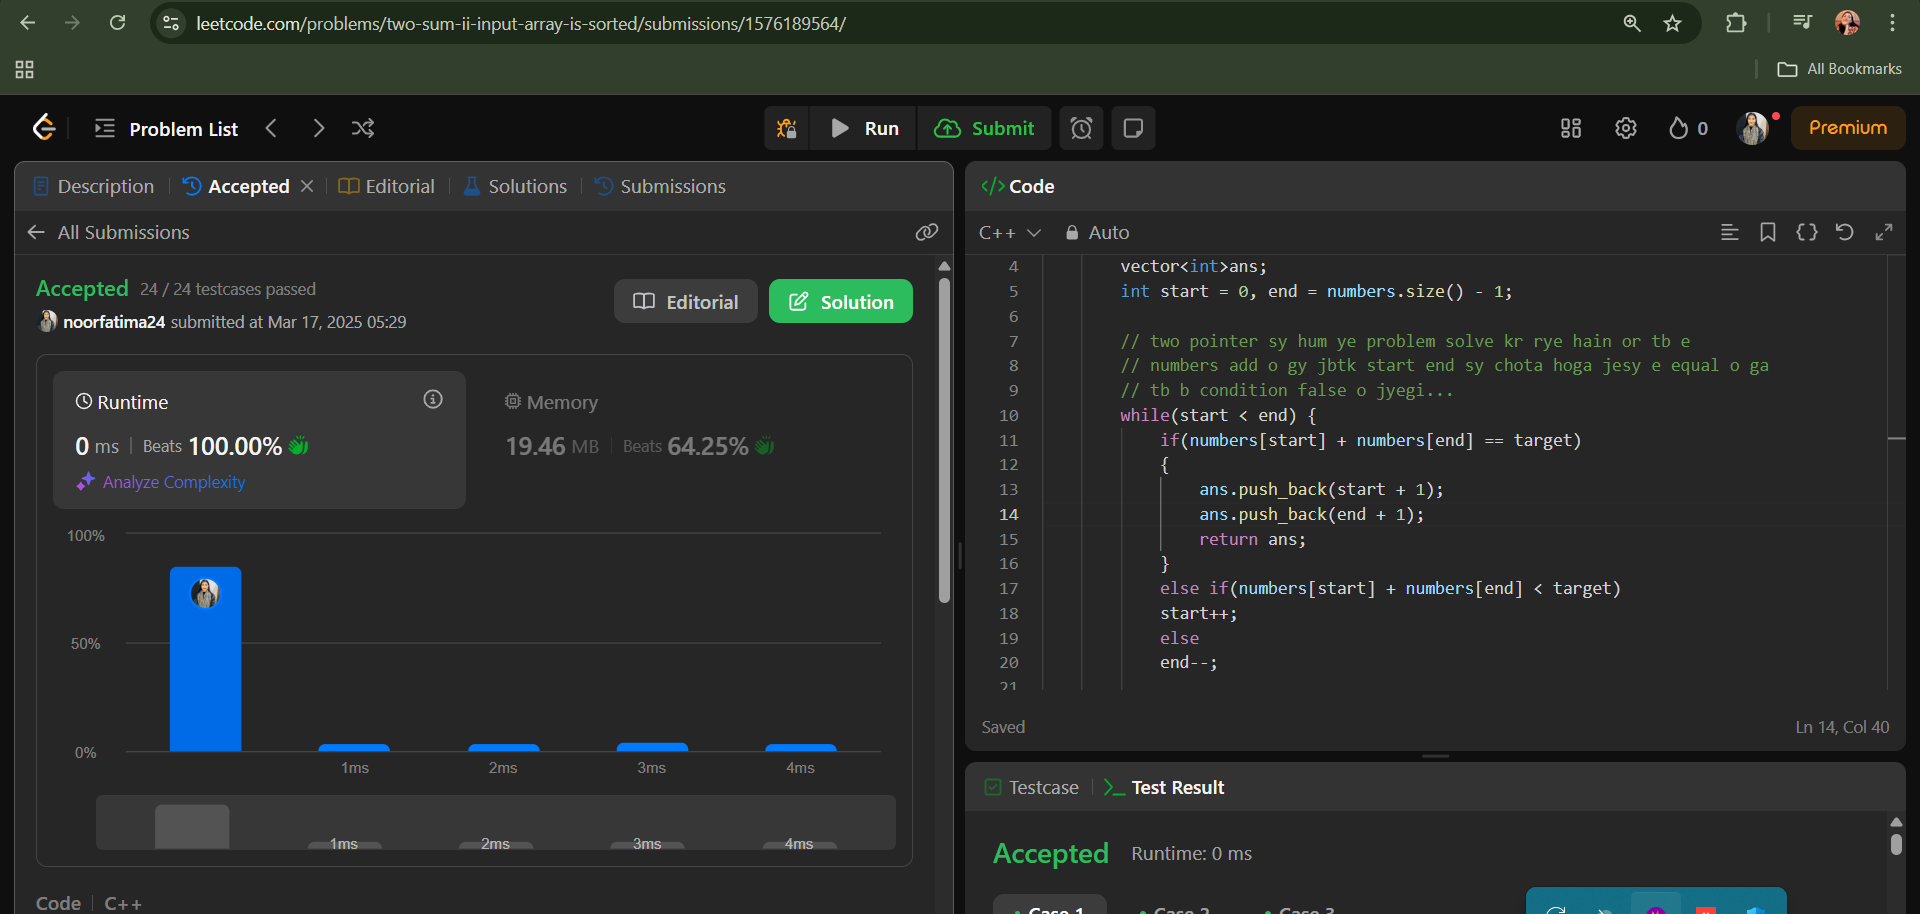 leetcode.com/problems/two-sum-ii-input-array-is-sorted/submissions/1576189564/
All Bookmarks
Problem List
Run
Submit
0
Premium
Description
Accepted
Editorial
Solutions
Submissions
All Submissions
Accepted 24 / 24 testcases passed
noorfatima24 submitted at Mar 17, 2025 05:29
Editorial
Solution
Runtime
0 ms | Beats 100.00%
Analyze Complexity
Memory
19.46 MB | Beats 64.25%
100%
50%
0%
1ms 2ms 3ms 4ms
1ms 2ms 3ms 4ms
Code | C++
</> Code
C++ Auto
4 vector<int>ans;
5 int start = 0, end = numbers.size() - 1;
6
7 // two pointer sy hum ye problem solve kr rye hain or tb e
8 // numbers add o gy jbtk start end sy chota hoga jesy e equal o ga
9 // tb b condition false o jyegi...
10 while(start < end) {
11 if(numbers[start] + numbers[end] == target)
12 {
13 ans.push_back(start + 1);
14 ans.push_back(end + 1);
15 return ans;
16 }
17 else if(numbers[start] + numbers[end] < target)
18 start++;
19 else
20 end--;
21
Saved
Ln 14, Col 40
Testcase
Test Result
Accepted Runtime: 0 ms
Case 1 Case 2 Case 3